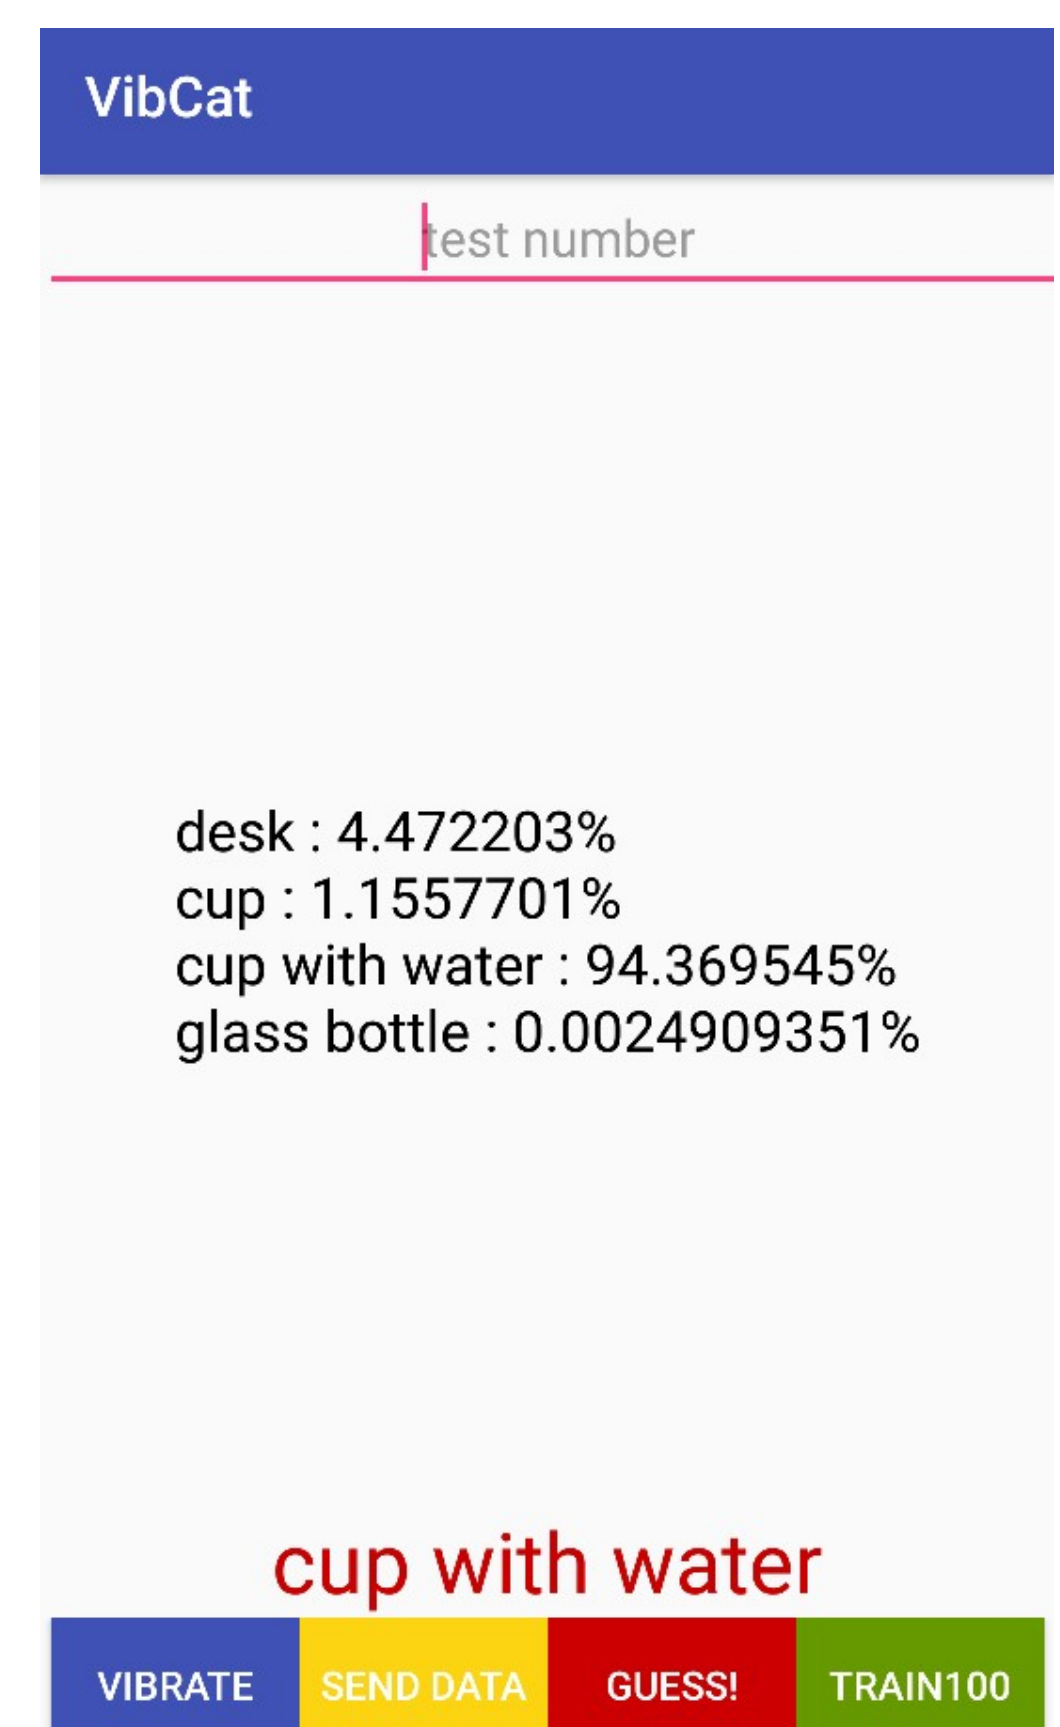 VibCat
test number
desk : 4.472203%
cup : 1.1557701%
cup with water : 94.369545%
glass bottle : 0.0024909351%
cup with water
VIBRATE SEND DATA GUESS! TRAIN100